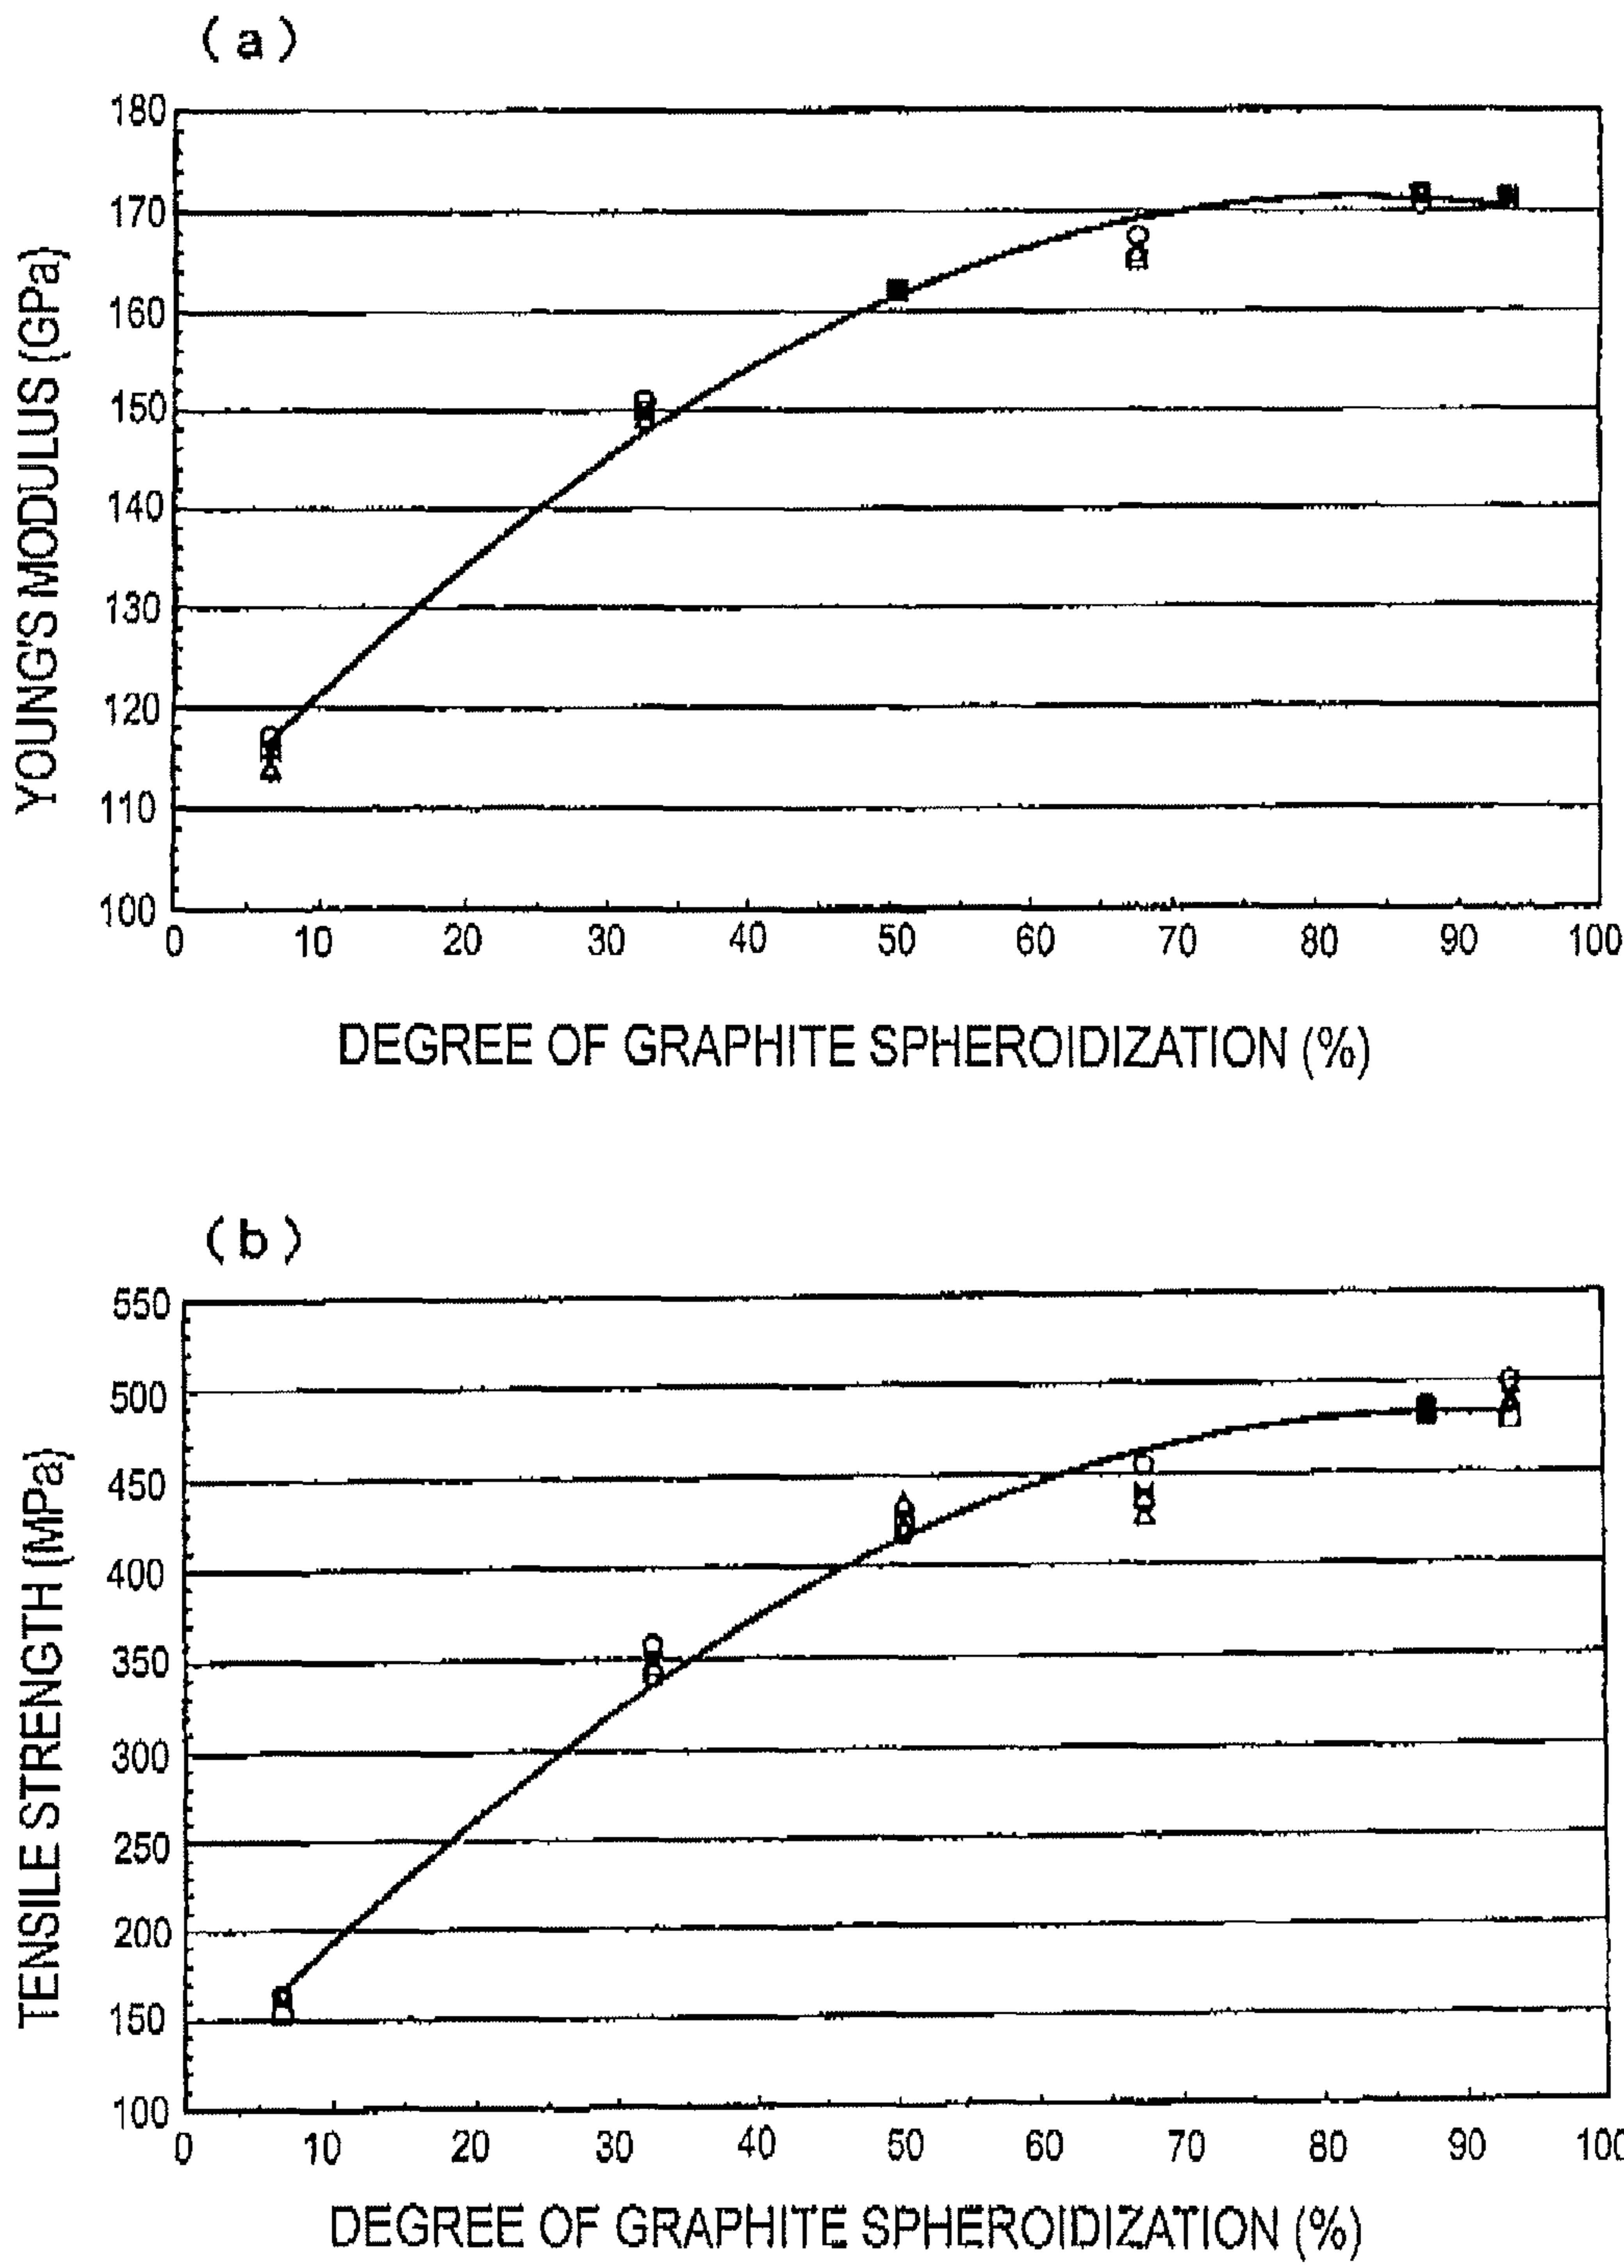 (a)
YOUNG'S MODULUS (GPa)
180
170
160
150
140
130
120
110
100
0 10 20 30 40 50 60 70 80 90 100
DEGREE OF GRAPHITE SPHEROIDIZATION (%)
(b)
TENSILE STRENGTH (MPa)
550
500
450
400
350
300
250
200
150
100
0 10 20 30 40 50 60 70 80 90 100
DEGREE OF GRAPHITE SPHEROIDIZATION (%)